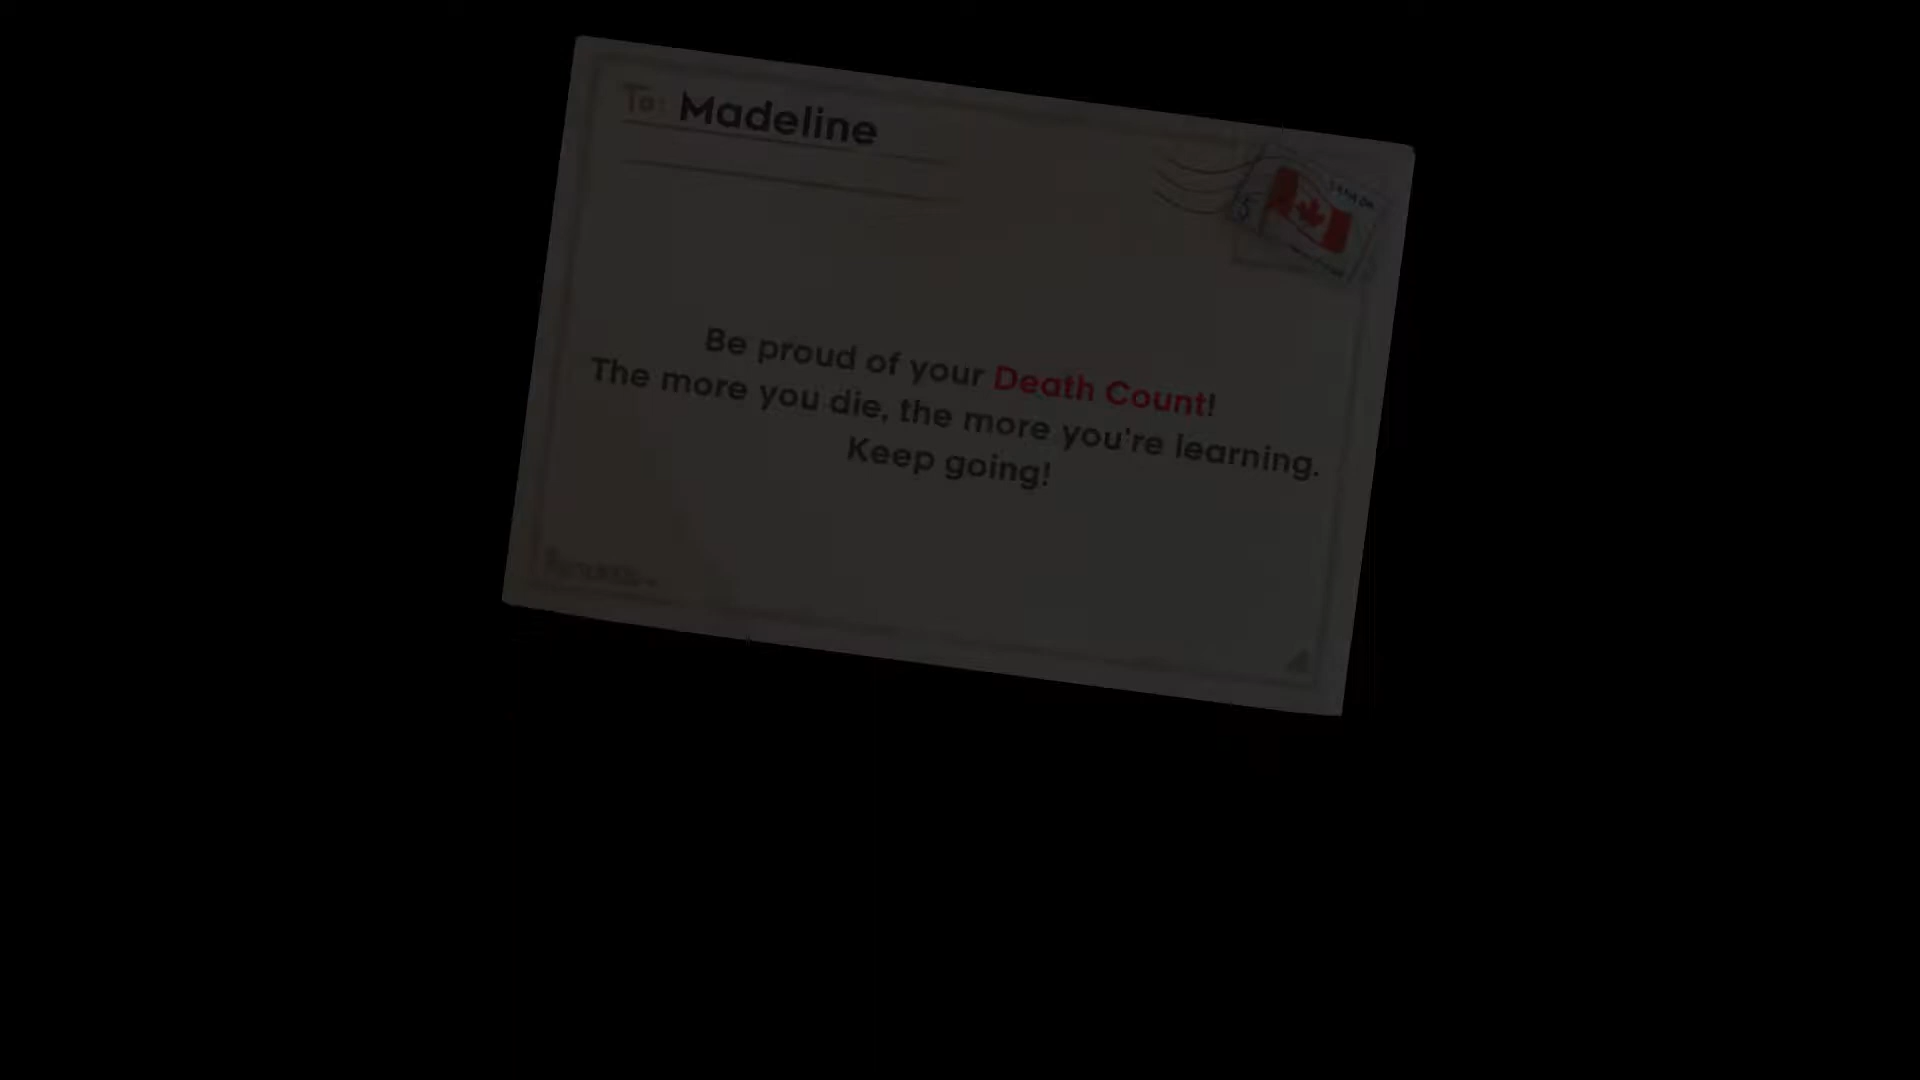 To: Madeline
Be proud of your Death Count!
The more you die, the more you're learning.
Keep going!